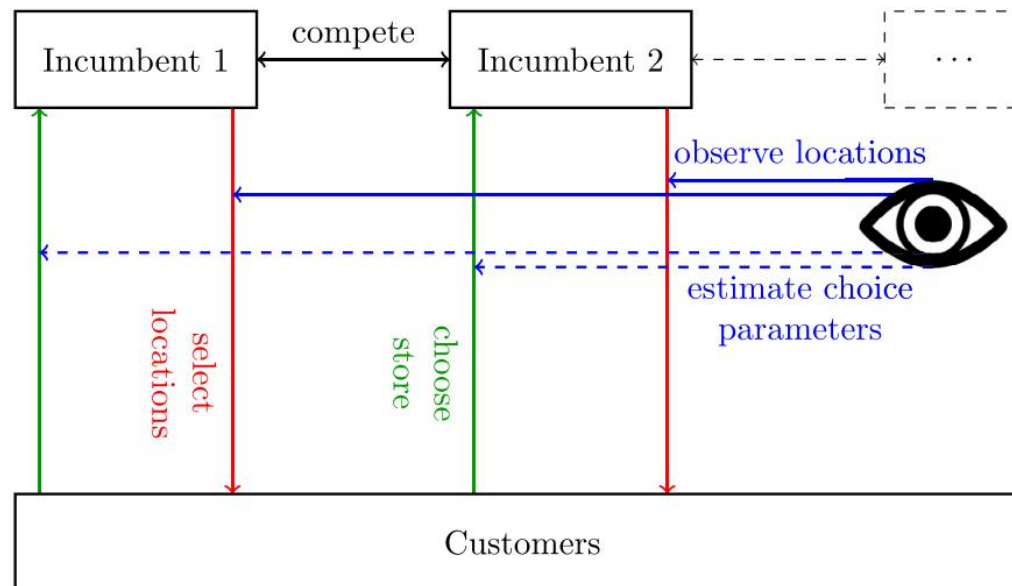 Incumbent 1
compete
Incumbent 2
...
observe locations
estimate choice
parameters
select
locations
choose
store
Customers